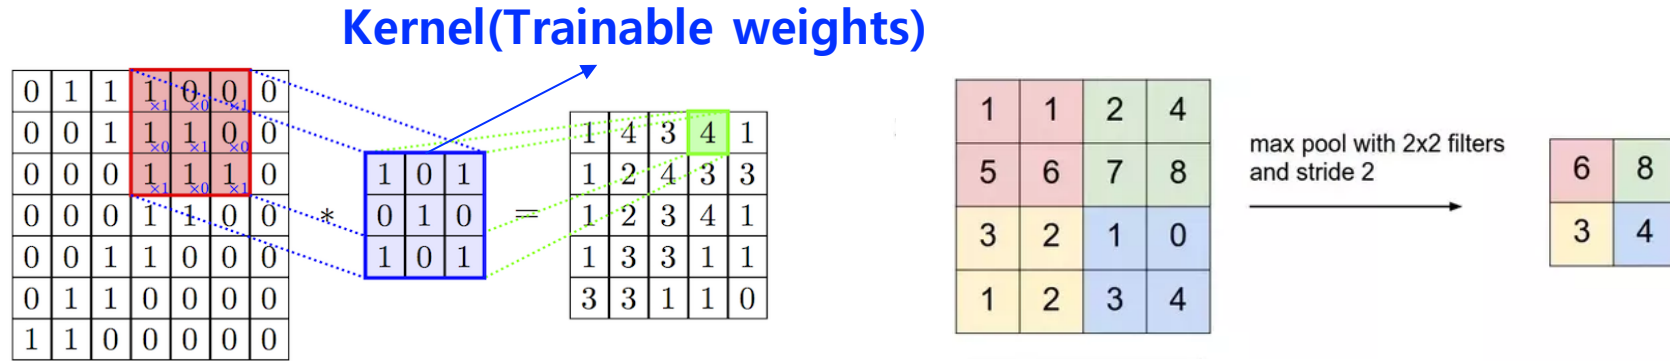 Kernel(Trainable weights)
0 1 1 1 0 0 0
×1 ×0 ×1
0 0 1 1 1 0 0
×0 ×1 ×0
0 0 0 1 1 1 0
×1 ×0 ×1
0 0 0 1 1 0 0
0 0 1 1 0 0 0
0 1 1 0 0 0 0
1 1 0 0 0 0 0
*
1 0 1
0 1 0
1 0 1
=
1 4 3 4 1
1 2 4 3 3
1 2 3 4 1
1 3 3 1 1
3 3 1 1 0
1 1 2 4
5 6 7 8
3 2 1 0
1 2 3 4
max pool with 2x2 filters
and stride 2
6 8
3 4